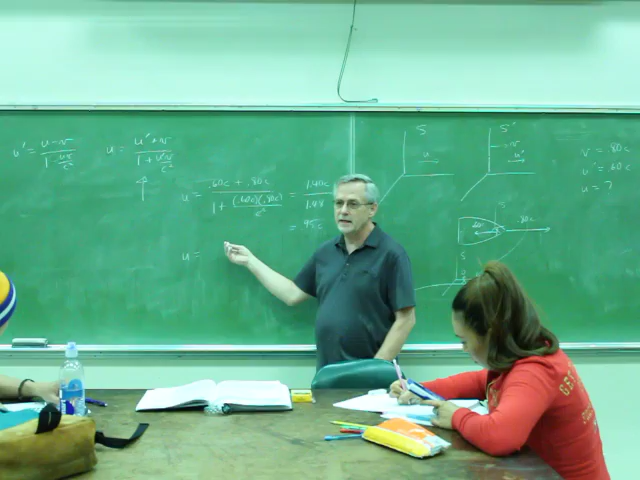 u' = u - v / 1 - uv/c²
u = u' + v / 1 + u'v/c²
u = .60c + .80c / 1 + (.60c)(.80c)/c² = 1.40c / 1.48
= .95c
u =
S
u
S'
v
u'
v = .80c
u' = .60c
u = ?
.80c
S